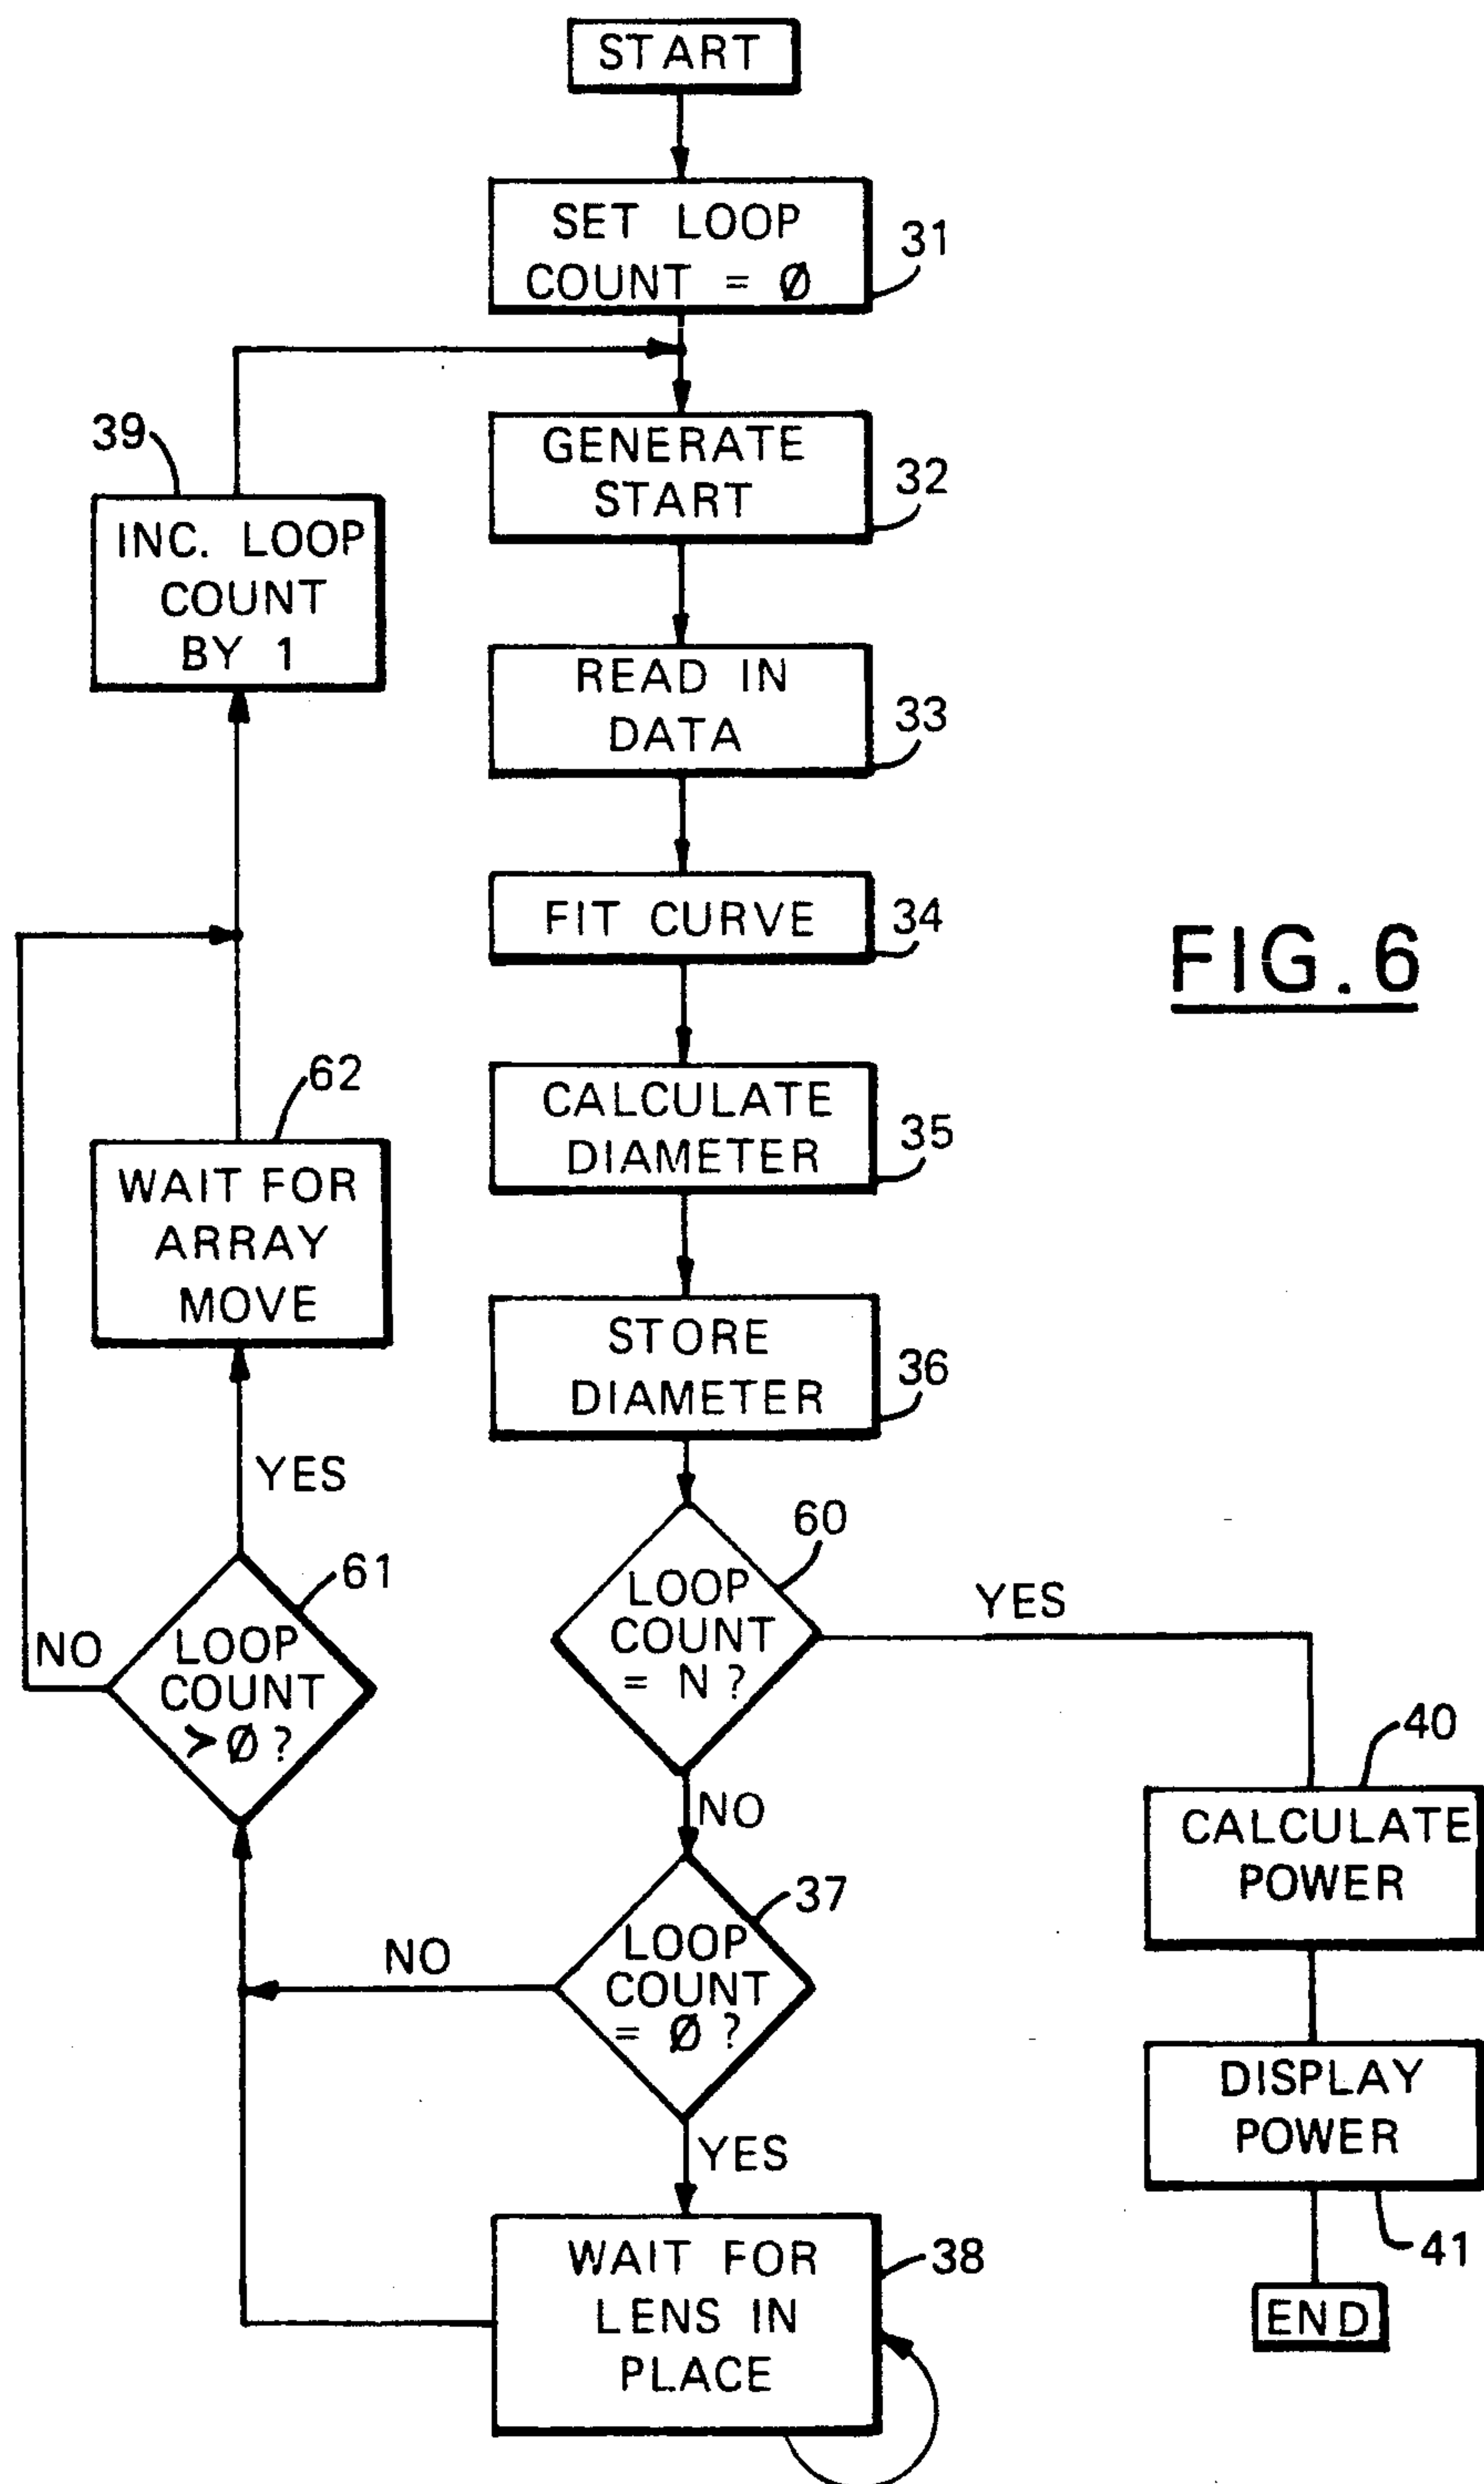 START
SET LOOP
COUNT = Ø
31
39
INC. LOOP
COUNT
BY 1
GENERATE
START
32
READ IN
DATA
33
FIT CURVE
34
FIG. 6
CALCULATE
DIAMETER
35
62
WAIT FOR
ARRAY
MOVE
STORE
DIAMETER
36
YES
61
LOOP
COUNT
>Ø?
NO
60
LOOP
COUNT
= N?
YES
NO
40
CALCULATE
POWER
37
LOOP
COUNT
= Ø?
NO
YES
DISPLAY
POWER
41
END
38
WAIT FOR
LENS IN
PLACE